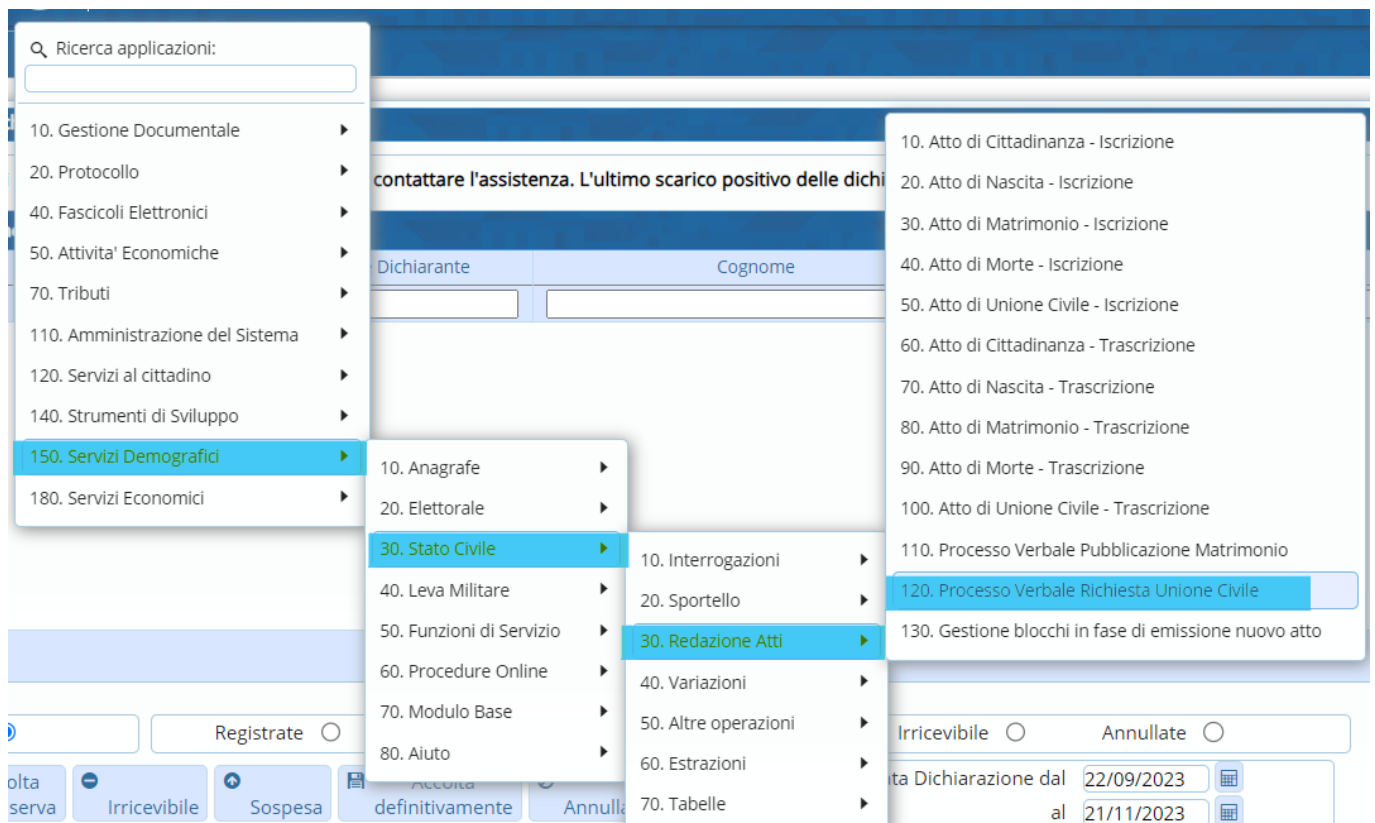 Ricerca applicazioni:
10. Gestione Documentale
20. Protocollo
40. Fascicoli Elettronici
50. Attivita' Economiche
70. Tributi
110. Amministrazione del Sistema
120. Servizi al cittadino
140. Strumenti di Sviluppo
150. Servizi Demografici
180. Servizi Economici
contattare l'assistenza. L'ultimo scarico positivo delle dichi
Dichiarante
Cognome
10. Anagrafe
20. Elettorale
30. Stato Civile
40. Leva Militare
50. Funzioni di Servizio
60. Procedure Online
70. Modulo Base
80. Aiuto
10. Interrogazioni
20. Sportello
30. Redazione Atti
40. Variazioni
50. Altre operazioni
60. Estrazioni
70. Tabelle
10. Atto di Cittadinanza - Iscrizione
20. Atto di Nascita - Iscrizione
30. Atto di Matrimonio - Iscrizione
40. Atto di Morte - Iscrizione
50. Atto di Unione Civile - Iscrizione
60. Atto di Cittadinanza - Trascrizione
70. Atto di Nascita - Trascrizione
80. Atto di Matrimonio - Trascrizione
90. Atto di Morte - Trascrizione
100. Atto di Unione Civile - Trascrizione
110. Processo Verbale Pubblicazione Matrimonio
120. Processo Verbale Richiesta Unione Civile
130. Gestione blocchi in fase di emissione nuovo atto
Registrate
Irricevibile
Annullate
olta
serva
Irricevibile
Sospesa
Accolta
definitivamente
Annulla
ta Dichiarazione dal 22/09/2023
al 21/11/2023